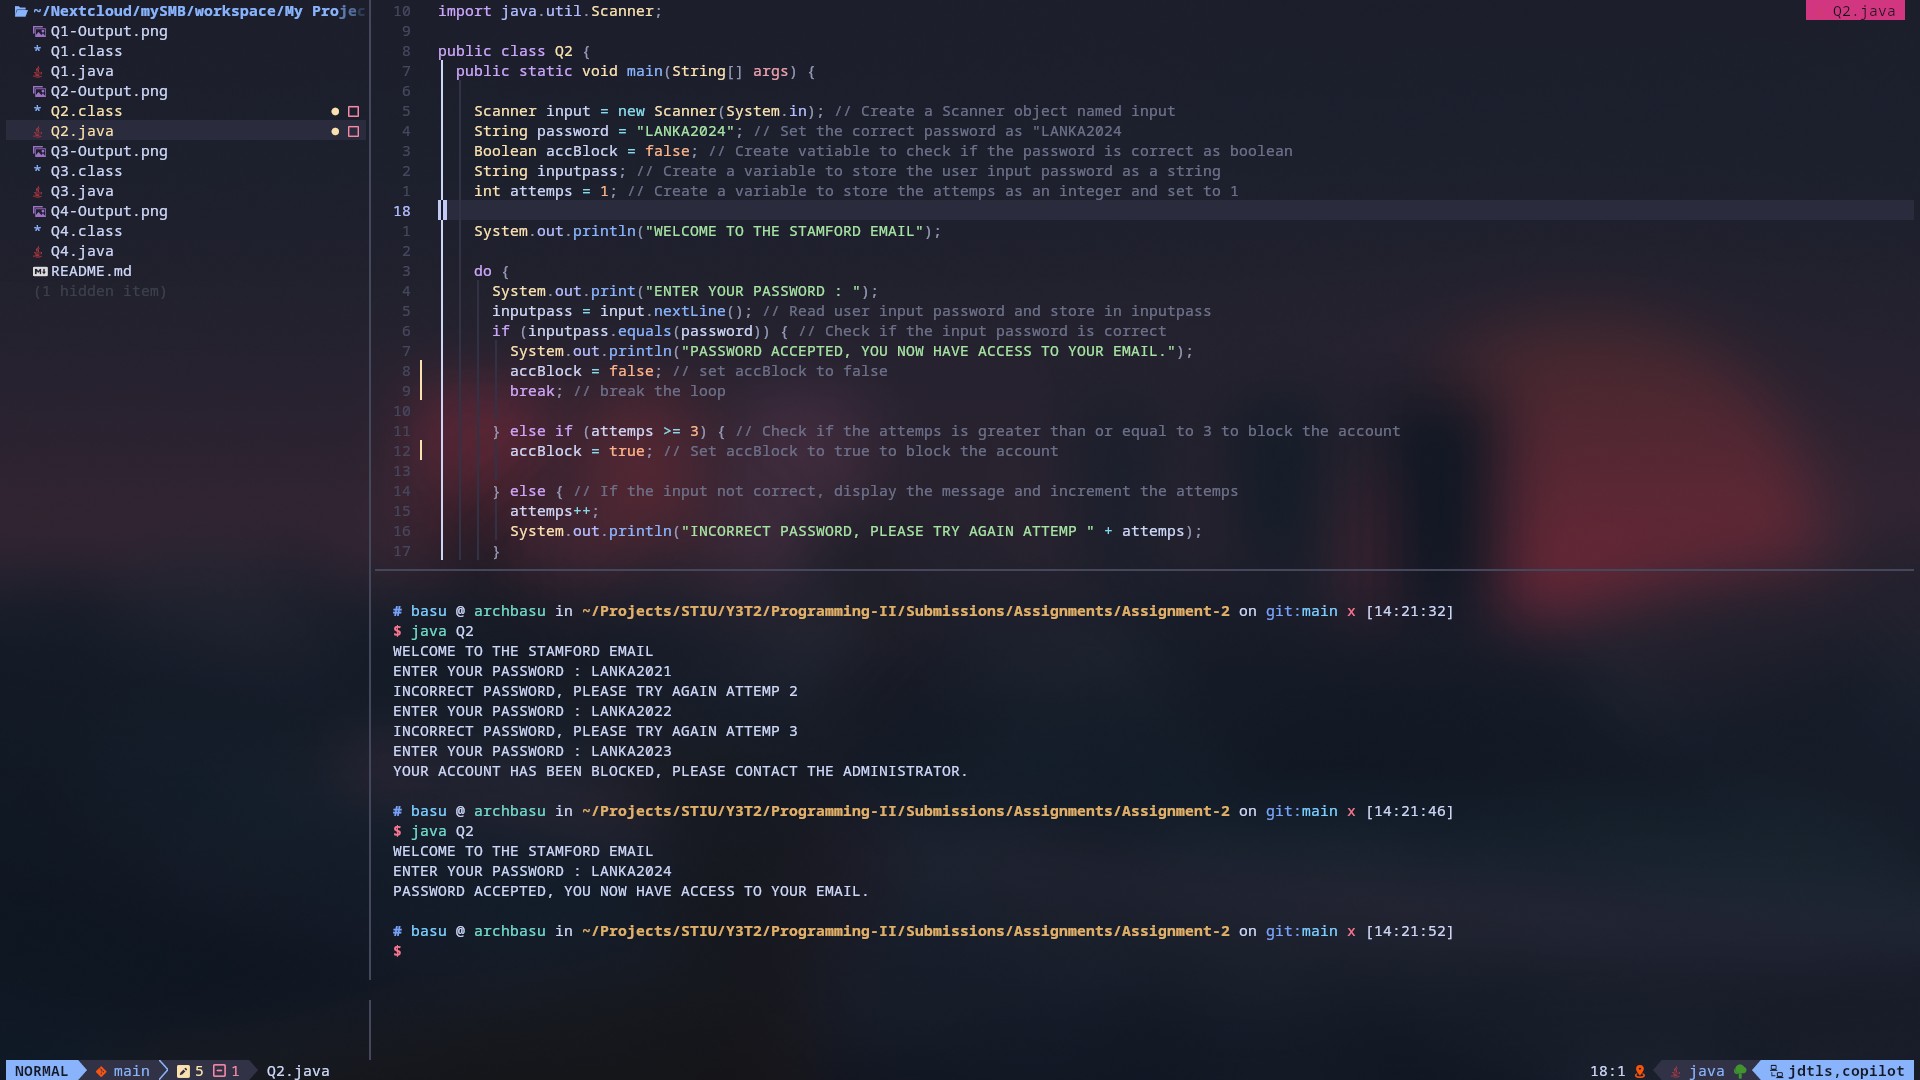 ~/Nextcloud/mySMB/workspace/My Projec
Q1-Output.png
* Q1.class
Q1.java
Q2-Output.png
* Q2.class
Q2.java
Q3-Output.png
* Q3.class
Q3.java
Q4-Output.png
* Q4.class
Q4.java
README.md
(1 hidden item)
Q2.java
10 import java.util.Scanner;
9
8 public class Q2 {
7 public static void main(String[] args) {
6
5 Scanner input = new Scanner(System.in); // Create a Scanner object named input
4 String password = "LANKA2024"; // Set the correct password as "LANKA2024
3 Boolean accBlock = false; // Create vatiable to check if the password is correct as boolean
2 String inputpass; // Create a variable to store the user input password as a string
1 int attemps = 1; // Create a variable to store the attemps as an integer and set to 1
18
1 System.out.println("WELCOME TO THE STAMFORD EMAIL");
2
3 do {
4 System.out.print("ENTER YOUR PASSWORD : ");
5 inputpass = input.nextLine(); // Read user input password and store in inputpass
6 if (inputpass.equals(password)) { // Check if the input password is correct
7 System.out.println("PASSWORD ACCEPTED, YOU NOW HAVE ACCESS TO YOUR EMAIL.");
8 accBlock = false; // set accBlock to false
9 break; // break the loop
10
11 } else if (attemps >= 3) { // Check if the attemps is greater than or equal to 3 to block the account
12 accBlock = true; // Set accBlock to true to block the account
13
14 } else { // If the input not correct, display the message and increment the attemps
15 attemps++;
16 System.out.println("INCORRECT PASSWORD, PLEASE TRY AGAIN ATTEMP " + attemps);
17 }
# basu @ archbasu in ~/Projects/STIU/Y3T2/Programming-II/Submissions/Assignments/Assignment-2 on git:main x [14:21:32]
$ java Q2
WELCOME TO THE STAMFORD EMAIL
ENTER YOUR PASSWORD : LANKA2021
INCORRECT PASSWORD, PLEASE TRY AGAIN ATTEMP 2
ENTER YOUR PASSWORD : LANKA2022
INCORRECT PASSWORD, PLEASE TRY AGAIN ATTEMP 3
ENTER YOUR PASSWORD : LANKA2023
YOUR ACCOUNT HAS BEEN BLOCKED, PLEASE CONTACT THE ADMINISTRATOR.
# basu @ archbasu in ~/Projects/STIU/Y3T2/Programming-II/Submissions/Assignments/Assignment-2 on git:main x [14:21:46]
$ java Q2
WELCOME TO THE STAMFORD EMAIL
ENTER YOUR PASSWORD : LANKA2024
PASSWORD ACCEPTED, YOU NOW HAVE ACCESS TO YOUR EMAIL.
# basu @ archbasu in ~/Projects/STIU/Y3T2/Programming-II/Submissions/Assignments/Assignment-2 on git:main x [14:21:52]
$
NORMAL main 5 1 Q2.java 18:1 java jdtls,copilot